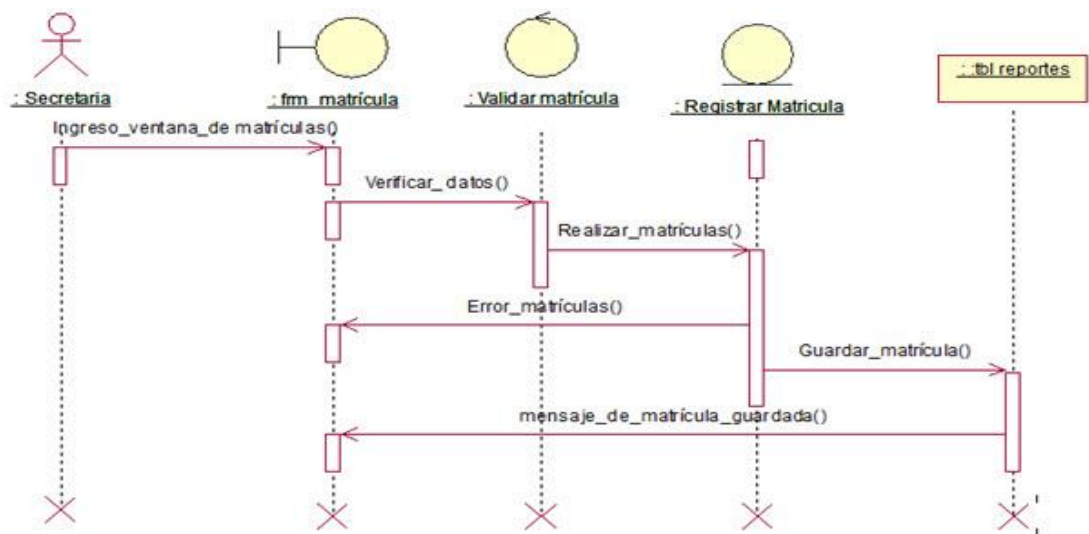 : Secretaria
: frm_matrícula
: Validar matrícula
: Registrar Matricula
: :tbl reportes
Ingreso_ventana_de matrículas()
Verificar_ datos()
Realizar_matrículas()
Error_matrículas()
Guardar_matrícula()
mensaje_de_matrícula_guardada()